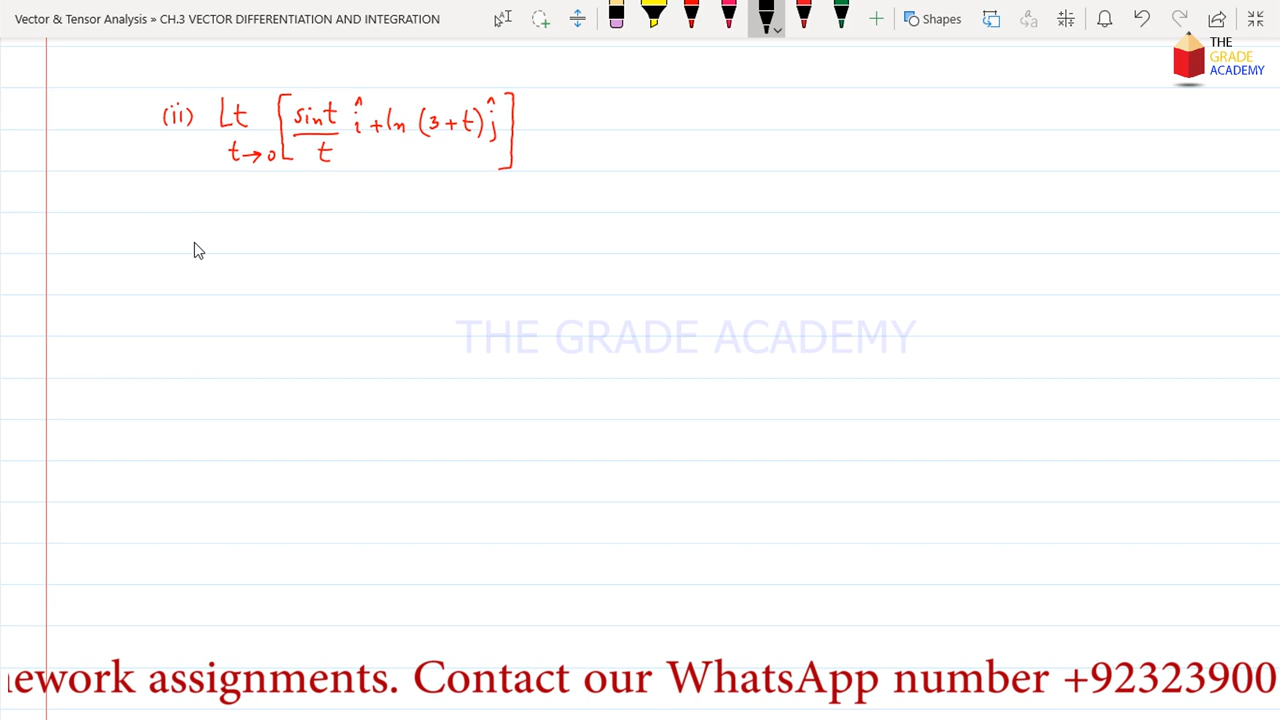 Vector & Tensor Analysis » CH.3 VECTOR DIFFERENTIATION AND INTEGRATION
Shapes
THE
GRADE
ACADEMY
(ii) Lt t→0 [ sint/t î + ln (3+t) ĵ ]
THE GRADE ACADEMY
ework assignments. Contact our WhatsApp number +92323900